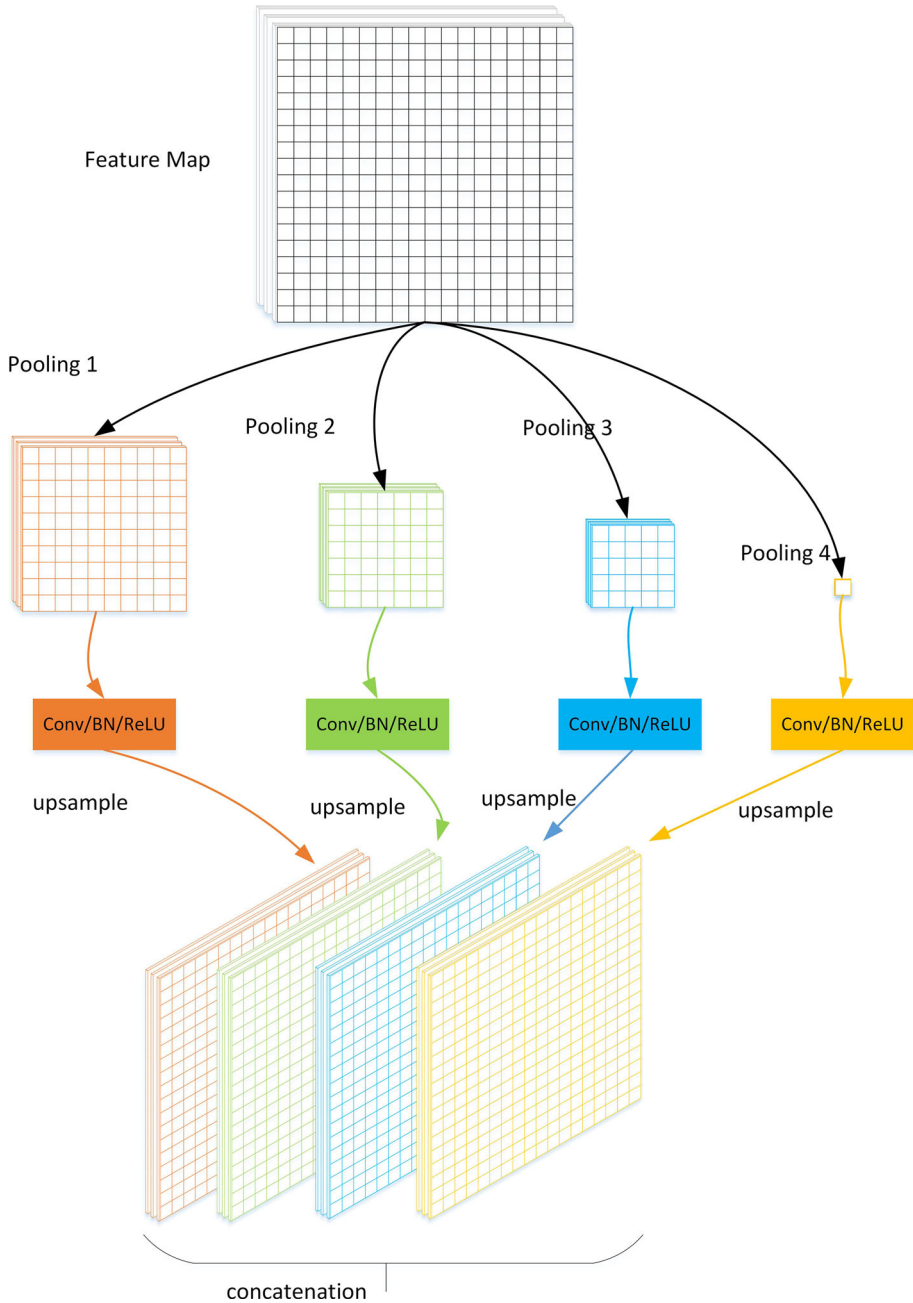 Feature Map
Pooling 1
Pooling 2
Pooling 3
Pooling 4
Conv/BN/ReLU
Conv/BN/ReLU
Conv/BN/ReLU
Conv/BN/ReLU
upsample
upsample
upsample
upsample
concatenation